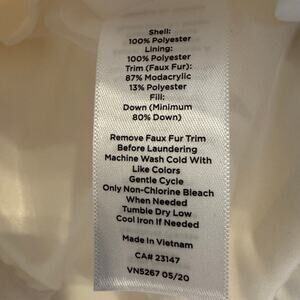 Shell:
100% Polyester
Lining:
100% Polyester
Trim (Faux Fur):
87% Modacrylic
13% Polyester
Fill:
Down (Minimum
80% Down)
Remove Faux Fur Trim
Before Laundering
Machine Wash Cold With
Like Colors
Gentle Cycle
Only Non-Chlorine Bleach
When Needed
Tumble Dry Low
Cool Iron If Needed
Made In Vietnam
CA# 23147
VN5267 05/20